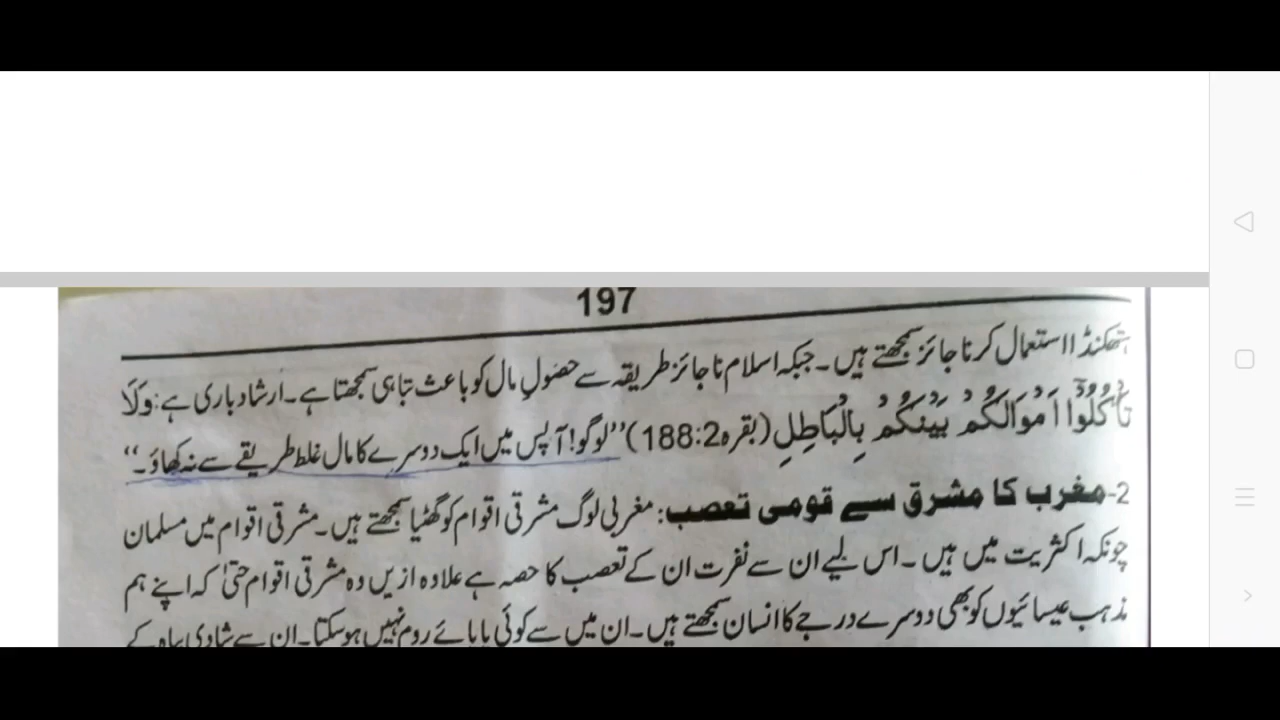 197
ہتھکنڈا استعمال کرنا جائز سمجھتے ہیں۔ جبکہ اسلام ناجائز طریقہ سے حصولِ مال کو باعث تباہی سمجھتا ہے۔ ارشاد باری ہے: وَلَا
تَاْكُلُوْٓا اَمْوَالَكُمْ بَيْنَكُمْ بِالْبَاطِلِ (بقرہ 188:2) ’’لوگو! آپس میں ایک دوسرے کا مال غلط طریقے سے نہ کھاؤ۔‘‘
2-مغرب کا مشرق سے قومی تعصب: مغربی لوگ مشرقی اقوام کو گھٹیا سمجھتے ہیں۔ مشرقی اقوام میں مسلمان
چونکہ اکثریت میں ہیں۔ اس لیے ان سے نفرت ان کے تعصب کا حصہ ہے علاوہ ازیں وہ مشرقی اقوام حتیٰ کہ اپنے ہم
مذہب عیسائیوں کو بھی دوسرے درجے کا انسان سمجھتے ہیں۔ ان میں سے کوئی پاپائے روم نہیں ہوسکتا۔ ان سے شادی بیاہ کے